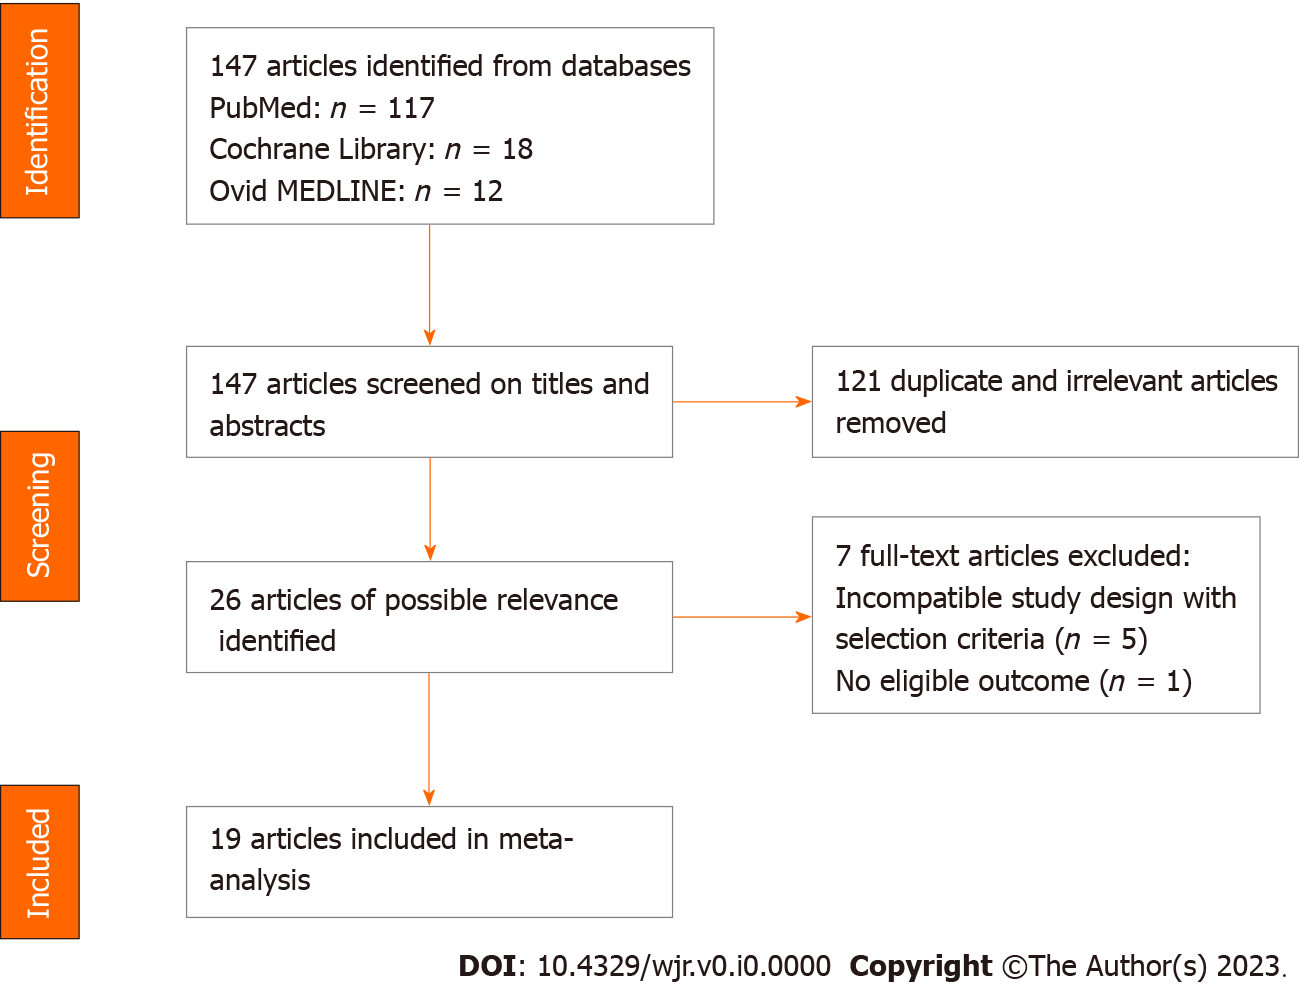 Identification
147 articles identified from databases
PubMed: n = 117
Cochrane Library: n = 18
Ovid MEDLINE: n = 12
Screening
147 articles screened on titles and
abstracts
121 duplicate and irrelevant articles
removed
26 articles of possible relevance
identified
7 full-text articles excluded:
Incompatible study design with
selection criteria (n = 5)
No eligible outcome (n = 1)
Included
19 articles included in meta-
analysis
DOI: 10.4329/wjr.v0.i0.0000 Copyright ©The Author(s) 2023.